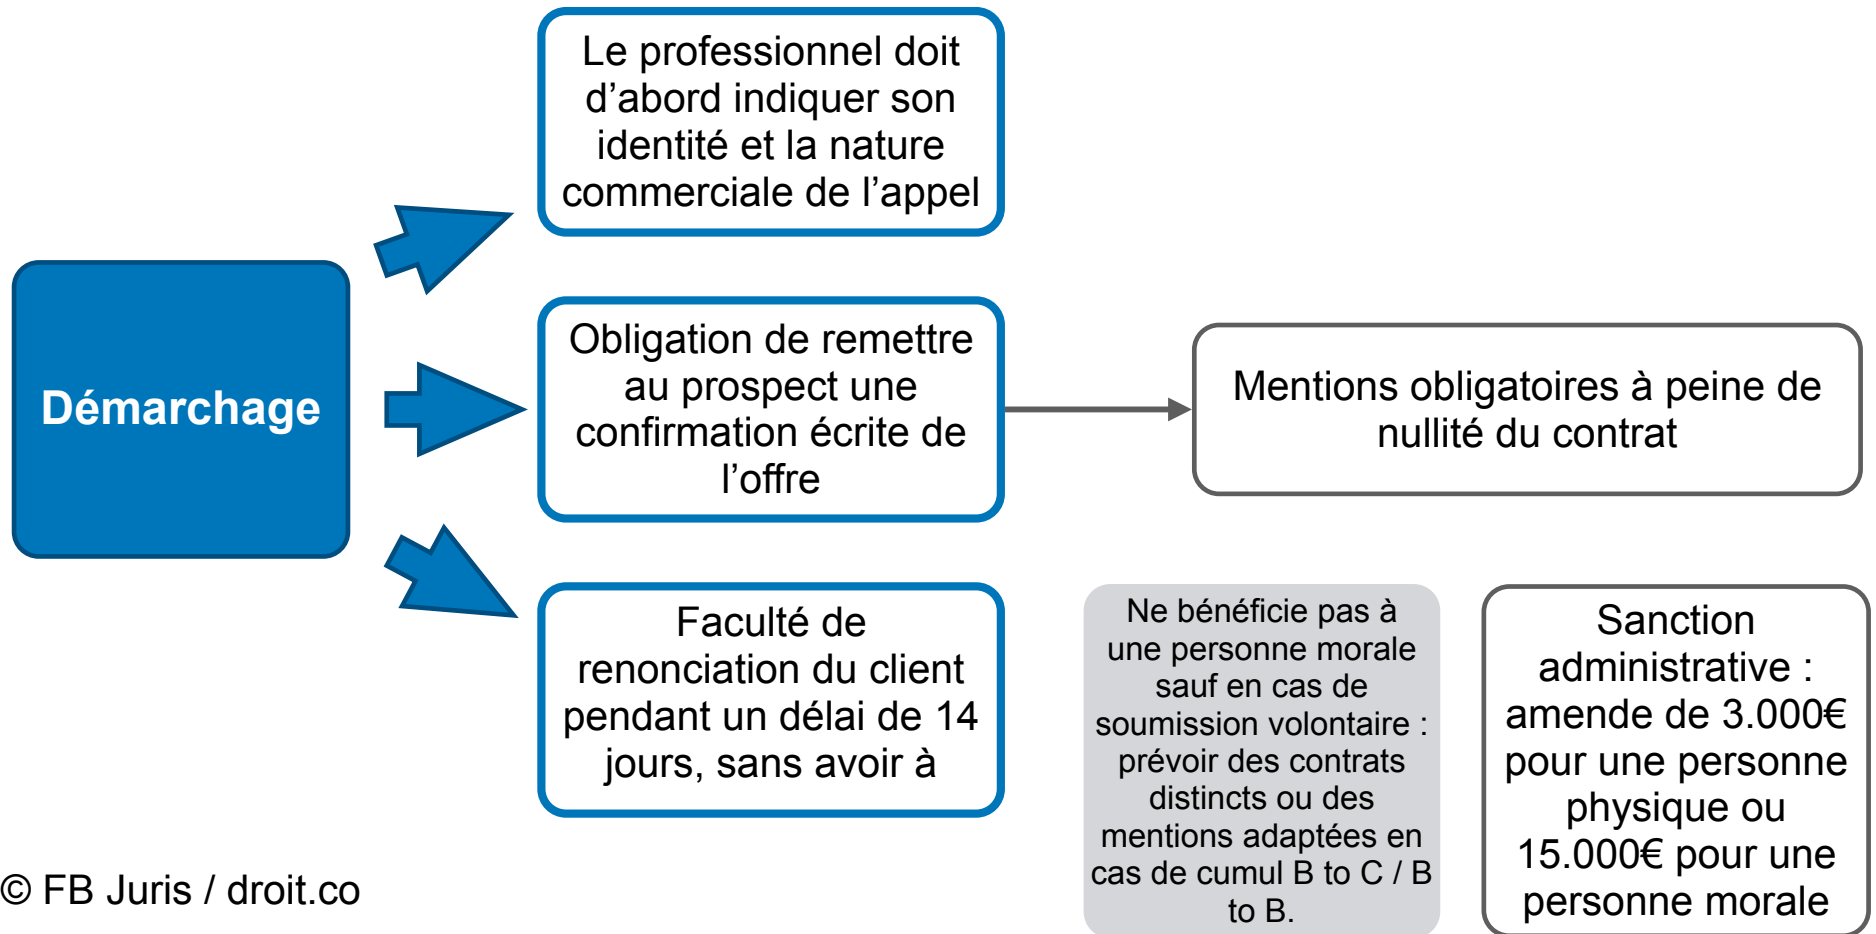 Le professionnel doit
d’abord indiquer son
identité et la nature
commerciale de l’appel
Démarchage
Obligation de remettre
au prospect une
confirmation écrite de
l’offre
Mentions obligatoires à peine de
nullité du contrat
Faculté de
renonciation du client
pendant un délai de 14
jours, sans avoir à
Ne bénéficie pas à
une personne morale
sauf en cas de
soumission volontaire :
prévoir des contrats
distincts ou des
mentions adaptées en
cas de cumul B to C / B
to B.
Sanction
administrative :
amende de 3.000€
pour une personne
physique ou
15.000€ pour une
personne morale
© FB Juris / droit.co